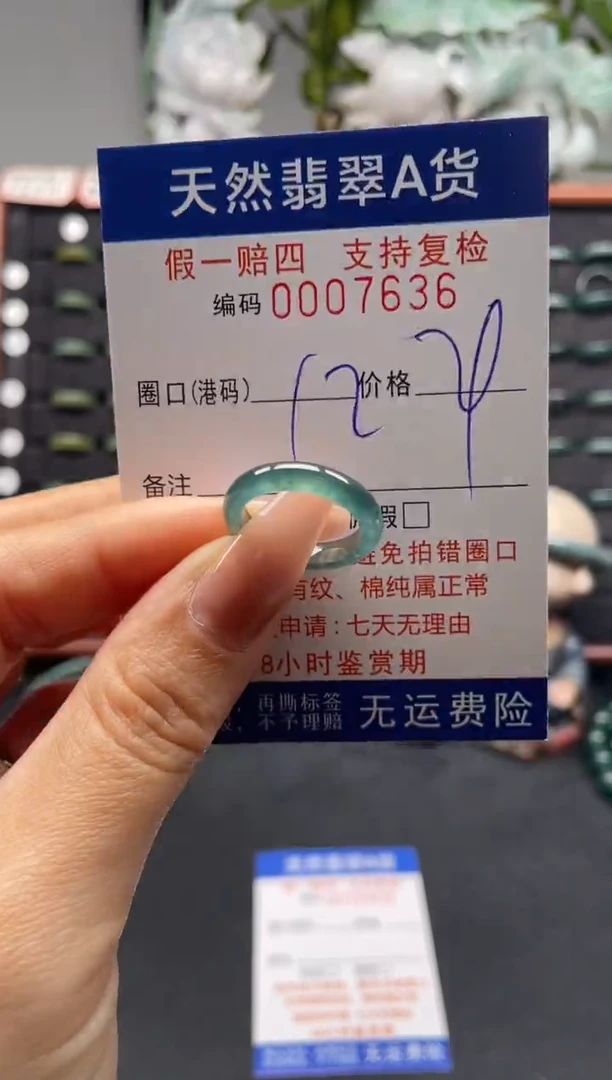 天然翡翠A货
假一赔四 支持复检
编码 0007636
圈口(港码) 12 价格
备注
假□
避免拍错圈口
有纹、棉纯属正常
申请：七天无理由
8小时鉴赏期
再撕标签
，不予理赔
无运费险